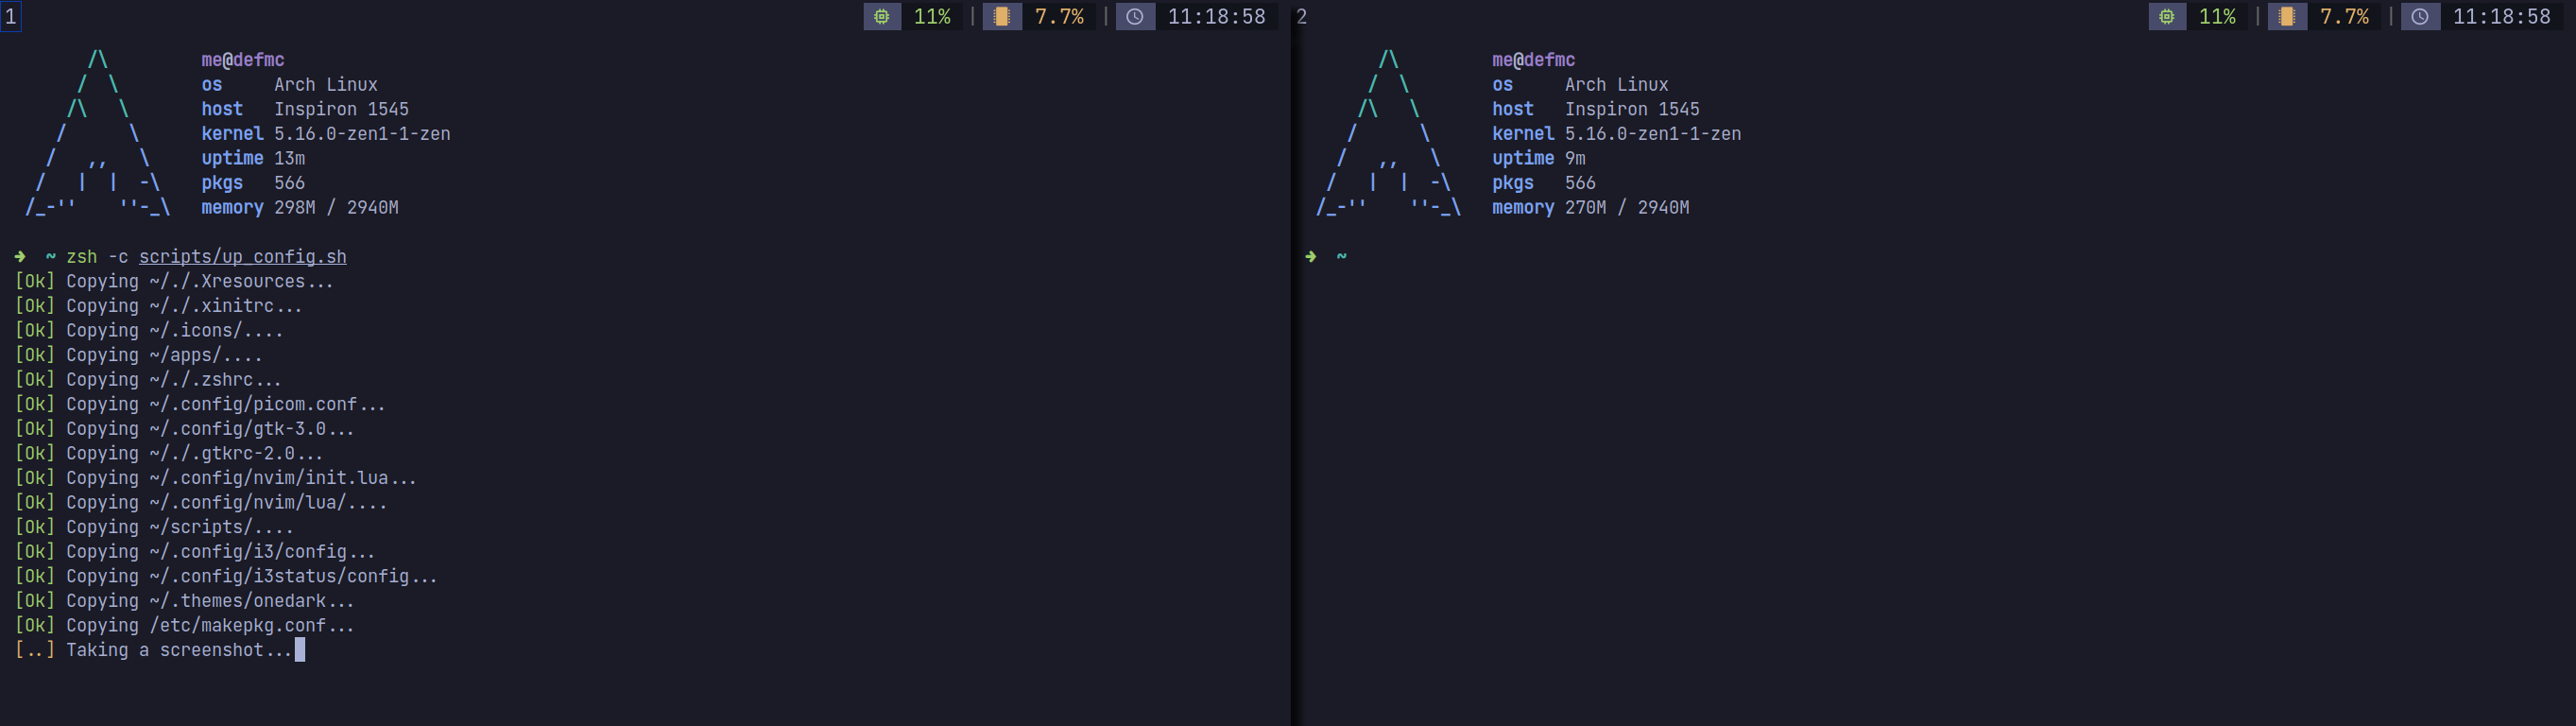 1 11% | 7.7% | 11:18:58
me@defmc
os Arch Linux
host Inspiron 1545
kernel 5.16.0-zen1-1-zen
uptime 13m
pkgs 566
memory 298M / 2940M
➜ ~ zsh -c scripts/up_config.sh
[Ok] Copying ~/./.Xresources...
[Ok] Copying ~/./.xinitrc...
[Ok] Copying ~/.icons/....
[Ok] Copying ~/apps/....
[Ok] Copying ~/./.zshrc...
[Ok] Copying ~/.config/picom.conf...
[Ok] Copying ~/.config/gtk-3.0...
[Ok] Copying ~/./.gtkrc-2.0...
[Ok] Copying ~/.config/nvim/init.lua...
[Ok] Copying ~/.config/nvim/lua/....
[Ok] Copying ~/scripts/....
[Ok] Copying ~/.config/i3/config...
[Ok] Copying ~/.config/i3status/config...
[Ok] Copying ~/.themes/onedark...
[Ok] Copying /etc/makepkg.conf...
[..] Taking a screenshot...
2 11% | 7.7% | 11:18:58
me@defmc
os Arch Linux
host Inspiron 1545
kernel 5.16.0-zen1-1-zen
uptime 9m
pkgs 566
memory 270M / 2940M
➜ ~